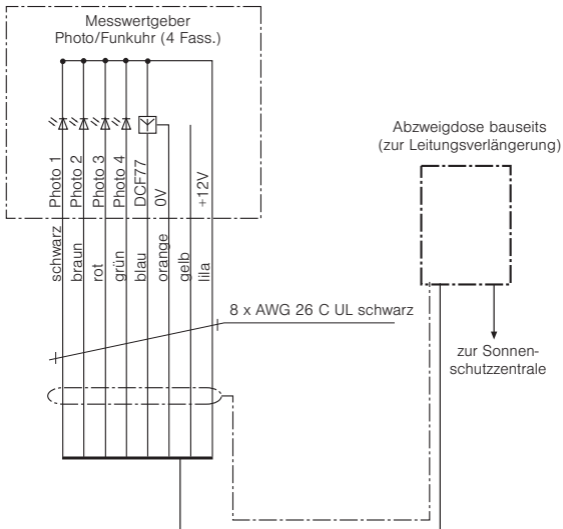 Messwertgeber
Photo/Funkuhr (4 Fass.)
Photo 1
Photo 2
Photo 3
Photo 4
DCF77
0V
+12V
schwarz
braun
rot
grün
blau
orange
gelb
lila
8 x AWG 26 C UL schwarz
Abzweigdose bauseits
(zur Leitungsverlängerung)
zur Sonnen-
schutzzentrale